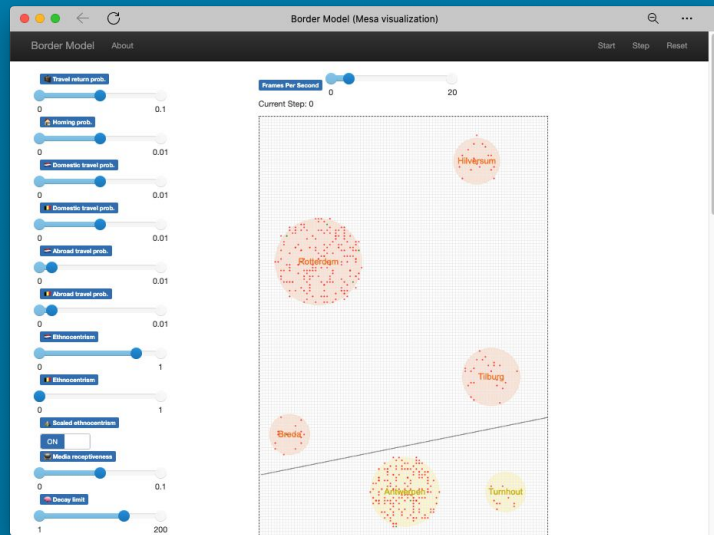 Border Model (Mesa visualization)
Border Model About Start Step Reset
Travel return prob.
0 0.1
Homing prob.
0 0.01
Domestic travel prob.
0 0.01
Domestic travel prob.
0 0.01
Abroad travel prob.
0 0.01
Abroad travel prob.
0 0.01
Ethnocentrism
0 1
Ethnocentrism
0 1
Scaled ethnocentrism
ON
Media receptiveness
0 0.1
Decay limit
1 200
Frames Per Second
0 20
Current Step: 0
Hilversum
Rotterdam
Tilburg
Breda
Antwerpen
Turnhout